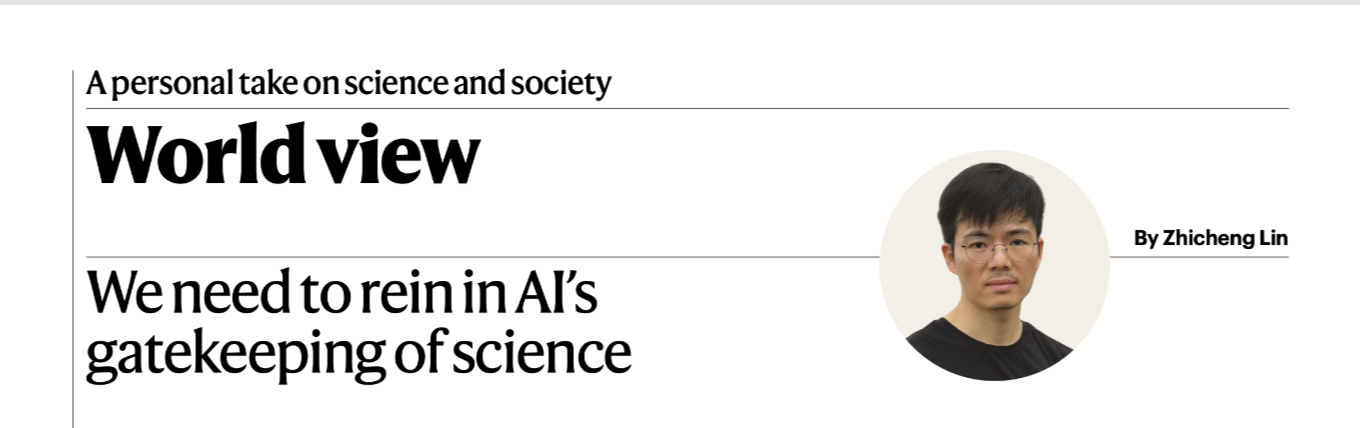 A personal take on science and society
World view
By Zhicheng Lin
We need to rein in AI’s
gatekeeping of science